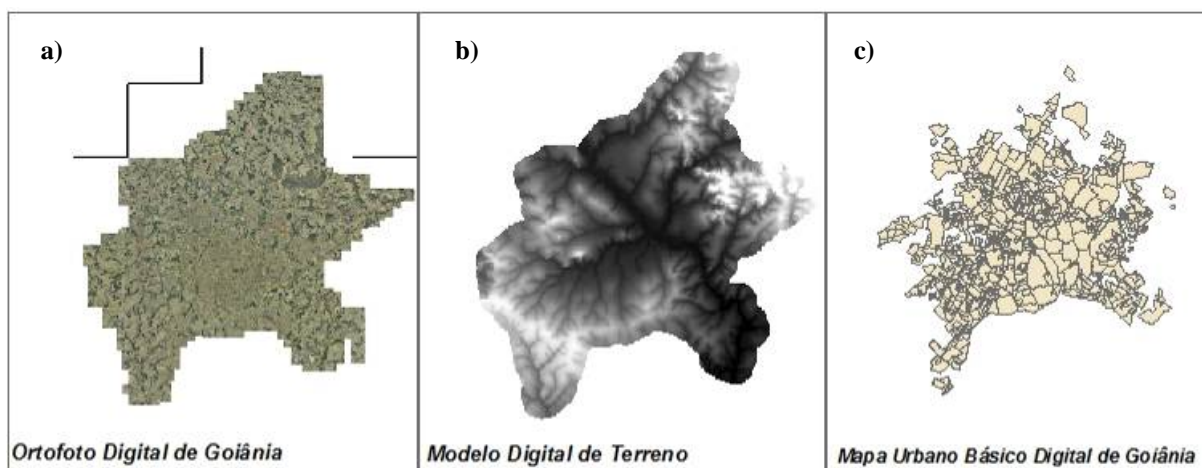 a)
b)
c)
Ortofoto Digital de Goiânia
Modelo Digital de Terreno
Mapa Urbano Básico Digital de Goiânia